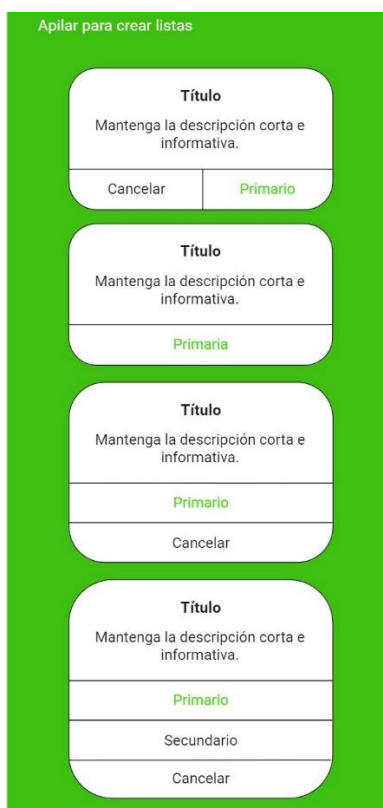 Apilar para crear listas
Título
Mantenga la descripción corta e
informativa.
Cancelar
Primario
Título
Mantenga la descripción corta e
informativa.
Primaria
Título
Mantenga la descripción corta e
informativa.
Primario
Cancelar
Título
Mantenga la descripción corta e
informativa.
Primario
Secundario
Cancelar